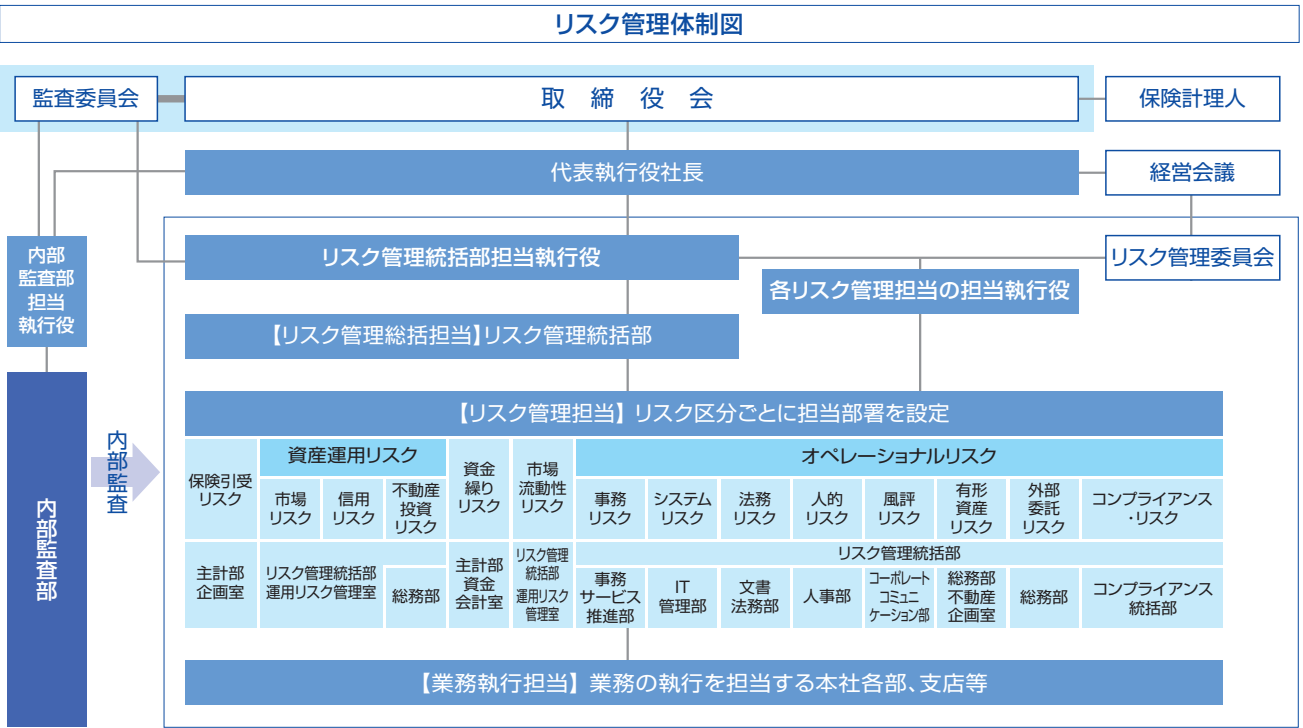 リスク管理体制図
監査委員会
取締役会
保険計理人
代表執行役社長
経営会議
内部
監査部
担当
執行役
リスク管理統括部担当執行役
リスク管理委員会
各リスク管理担当の担当執行役
【リスク管理総括担当】リスク管理統括部
内部監査部
内部監査
【リスク管理担当】リスク区分ごとに担当部署を設定
保険引受
リスク
資産運用リスク
市場
リスク
信用
リスク
不動産
投資
リスク
資金
繰り
リスク
市場
流動性
リスク
オペレーショナルリスク
事務
リスク
システム
リスク
法務
リスク
人的
リスク
風評
リスク
有形
資産
リスク
外部
委託
リスク
コンプライアンス
・リスク
主計部
企画室
リスク管理統括部
運用リスク管理室
総務部
主計部
資金
会計室
リスク管理
統括部
運用リスク
管理室
リスク管理統括部
事務
サービス
推進部
IT
管理部
文書
法務部
人事部
コーポレート
コミュニ
ケーション部
総務部
不動産
企画室
総務部
コンプライアンス
統括部
【業務執行担当】業務の執行を担当する本社各部、支店等